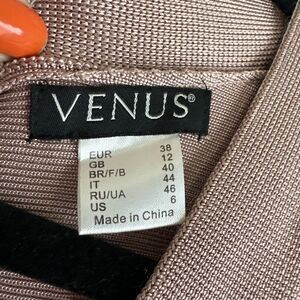 VENUS®
EUR 38
GB 12
BR/F/B 40
IT 44
RU/UA 46
US 6
Made in China